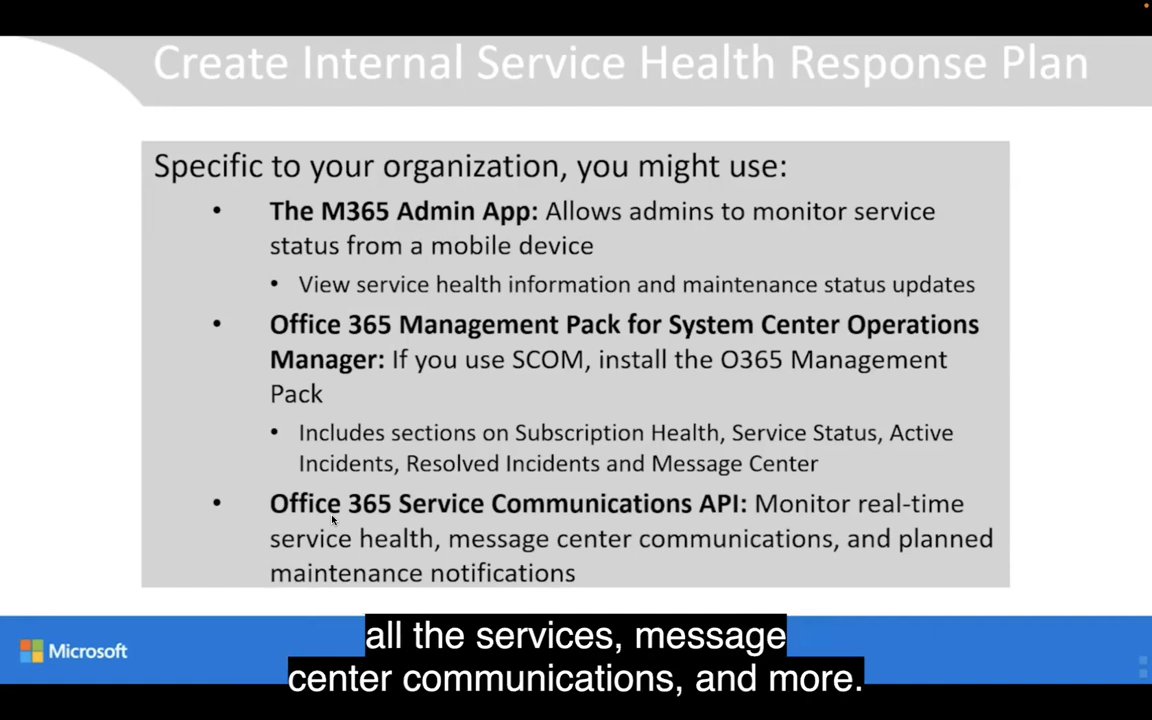 Create Internal Service Health Response Plan
Specific to your organization, you might use:
• The M365 Admin App: Allows admins to monitor service
status from a mobile device
• View service health information and maintenance status updates
• Office 365 Management Pack for System Center Operations
Manager: If you use SCOM, install the O365 Management
Pack
• Includes sections on Subscription Health, Service Status, Active
Incidents, Resolved Incidents and Message Center
• Office 365 Service Communications API: Monitor real-time
service health, message center communications, and planned
maintenance notifications
all the services, message
center communications, and more.
Microsoft